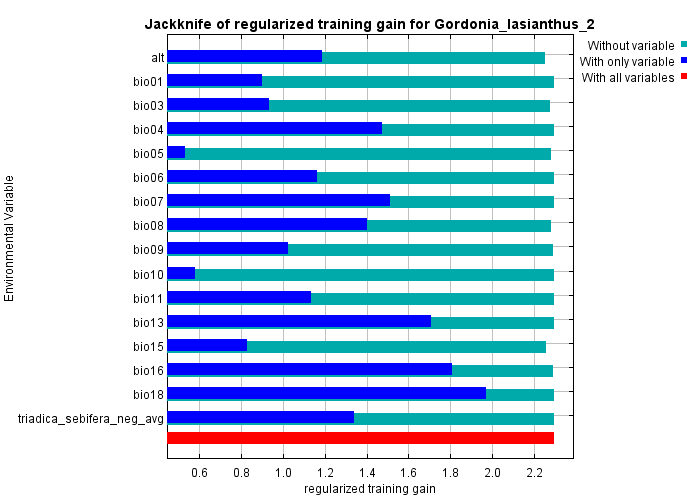 Jackknife of regularized training gain for Gordonia_lasianthus_2
Without variable
With only variable
With all variables
Environmental Variable
alt
bio01
bio03
bio04
bio05
bio06
bio07
bio08
bio09
bio10
bio11
bio13
bio15
bio16
bio18
triadica_sebifera_neg_avg
0.6 0.8 1.0 1.2 1.4 1.6 1.8 2.0 2.2
regularized training gain